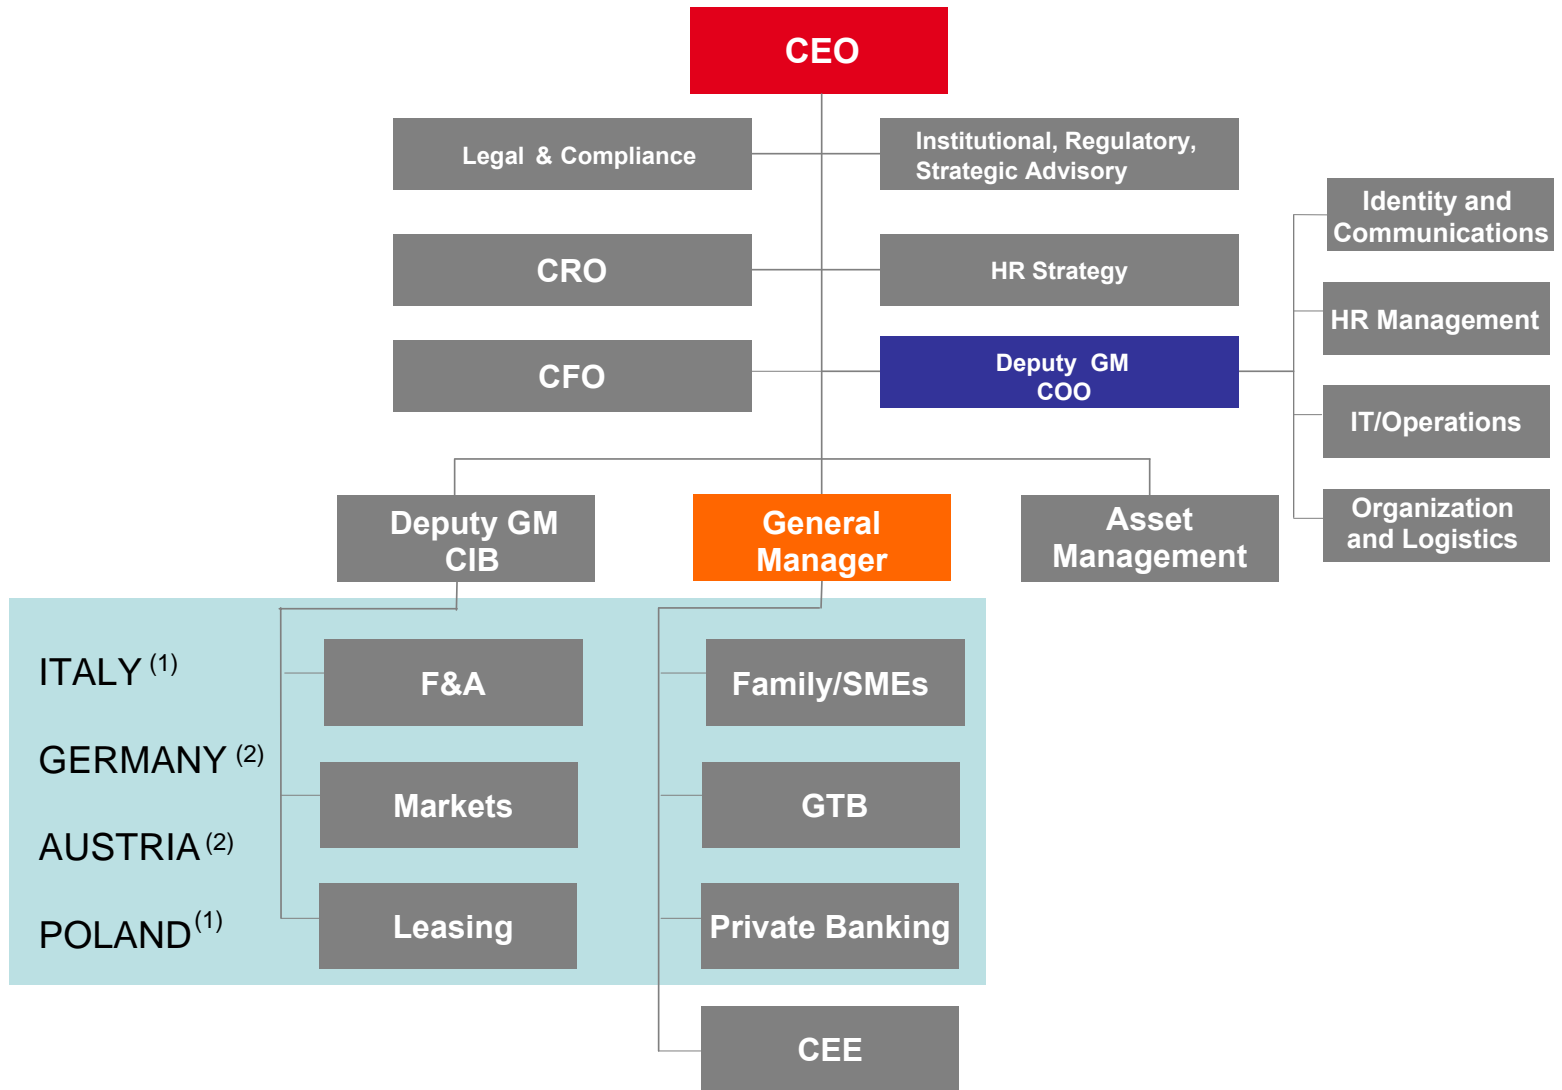 CEO
Legal & Compliance
Institutional, Regulatory,
Strategic Advisory
Identity and
Communications
CRO
HR Strategy
HR Management
CFO
Deputy GM
COO
IT/Operations
Organization
and Logistics
Deputy GM
CIB
General
Manager
Asset
Management
ITALY (1)
F&A
Family/SMEs
GERMANY (2)
Markets
GTB
AUSTRIA (2)
POLAND (1)
Leasing
Private Banking
CEE